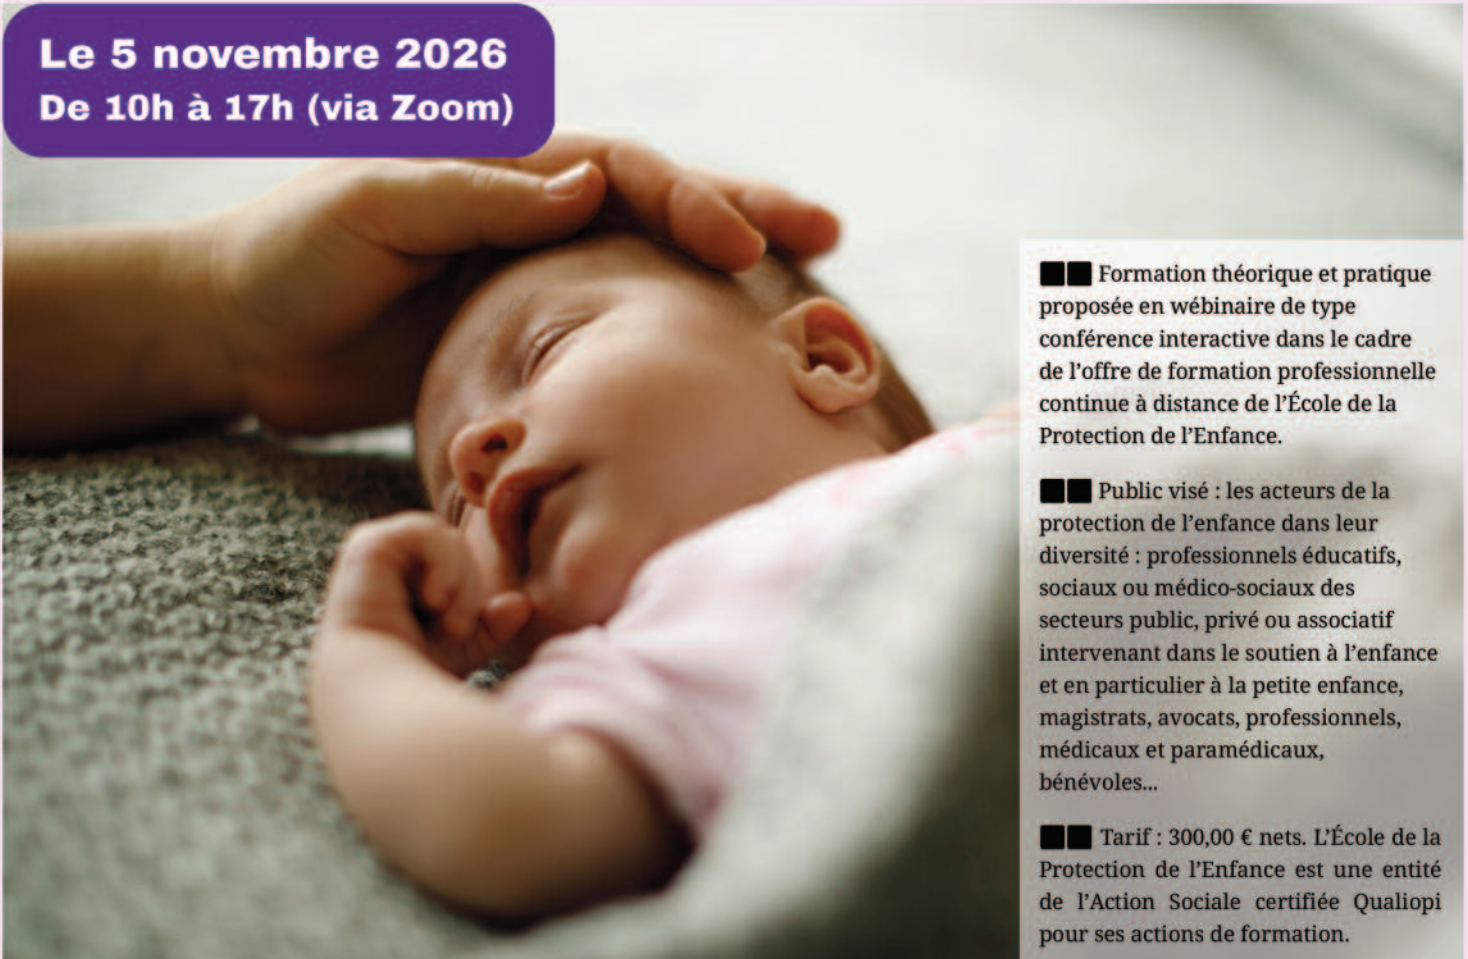 Le 5 novembre 2026
De 10h à 17h (via Zoom)
Formation théorique et pratique
proposée en wébinaire de type
conférence interactive dans le cadre
de l’offre de formation professionnelle
continue à distance de l’École de la
Protection de l’Enfance.
Public visé : les acteurs de la
protection de l’enfance dans leur
diversité : professionnels éducatifs,
sociaux ou médico-sociaux des
secteurs public, privé ou associatif
intervenant dans le soutien à l’enfance
et en particulier à la petite enfance,
magistrats, avocats, professionnels,
médicaux et paramédicaux,
bénévoles...
Tarif : 300,00 € nets. L’École de la
Protection de l’Enfance est une entité
de l’Action Sociale certifiée Qualiopi
pour ses actions de formation.